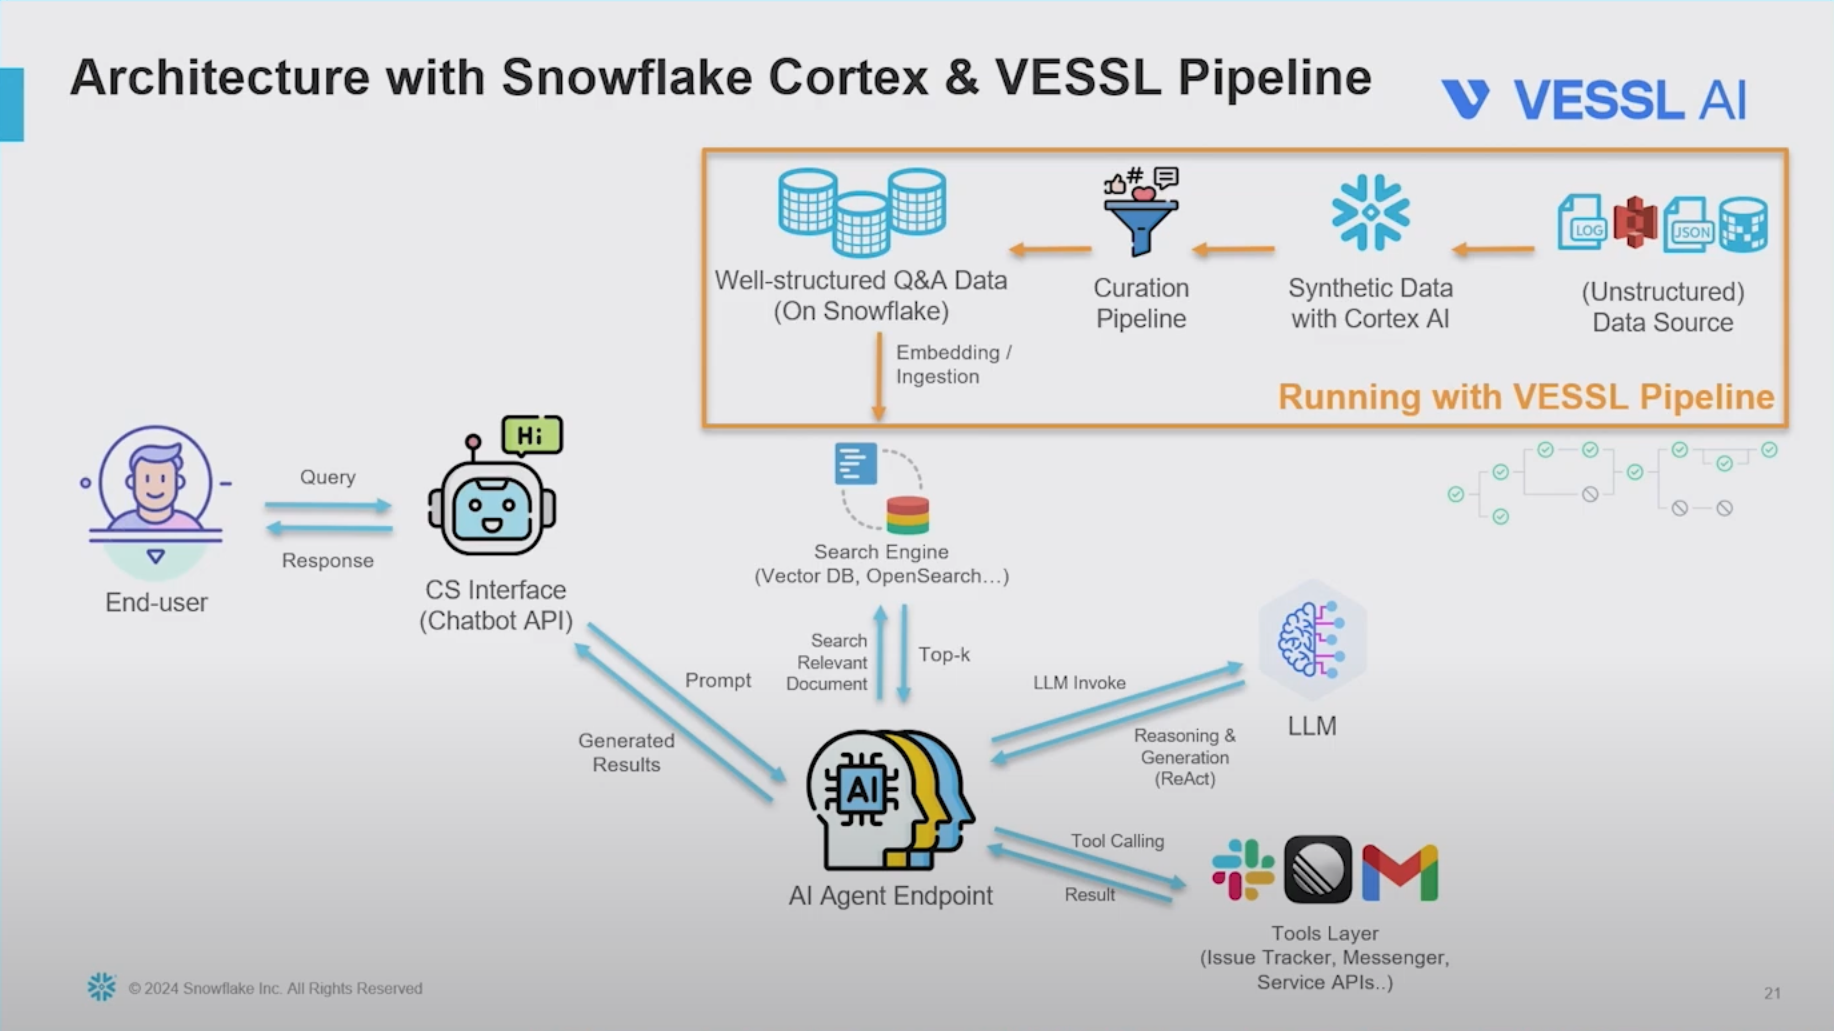 Architecture with Snowflake Cortex & VESSL Pipeline
VESSL AI
LOG
JSON
Well-structured Q&A Data
(On Snowflake)
Curation
Pipeline
Synthetic Data
with Cortex AI
(Unstructured)
Data Source
Embedding /
Ingestion
Running with VESSL Pipeline
Hi
Query
Response
End-user
CS Interface
(Chatbot API)
Search Engine
(Vector DB, OpenSearch...)
Search
Relevant
Document
Top-k
Prompt
Generated
Results
LLM Invoke
Reasoning &
Generation
(ReAct)
LLM
AI
AI Agent Endpoint
Tool Calling
Result
Tools Layer
(Issue Tracker, Messenger,
Service APIs..)
© 2024 Snowflake Inc. All Rights Reserved
21